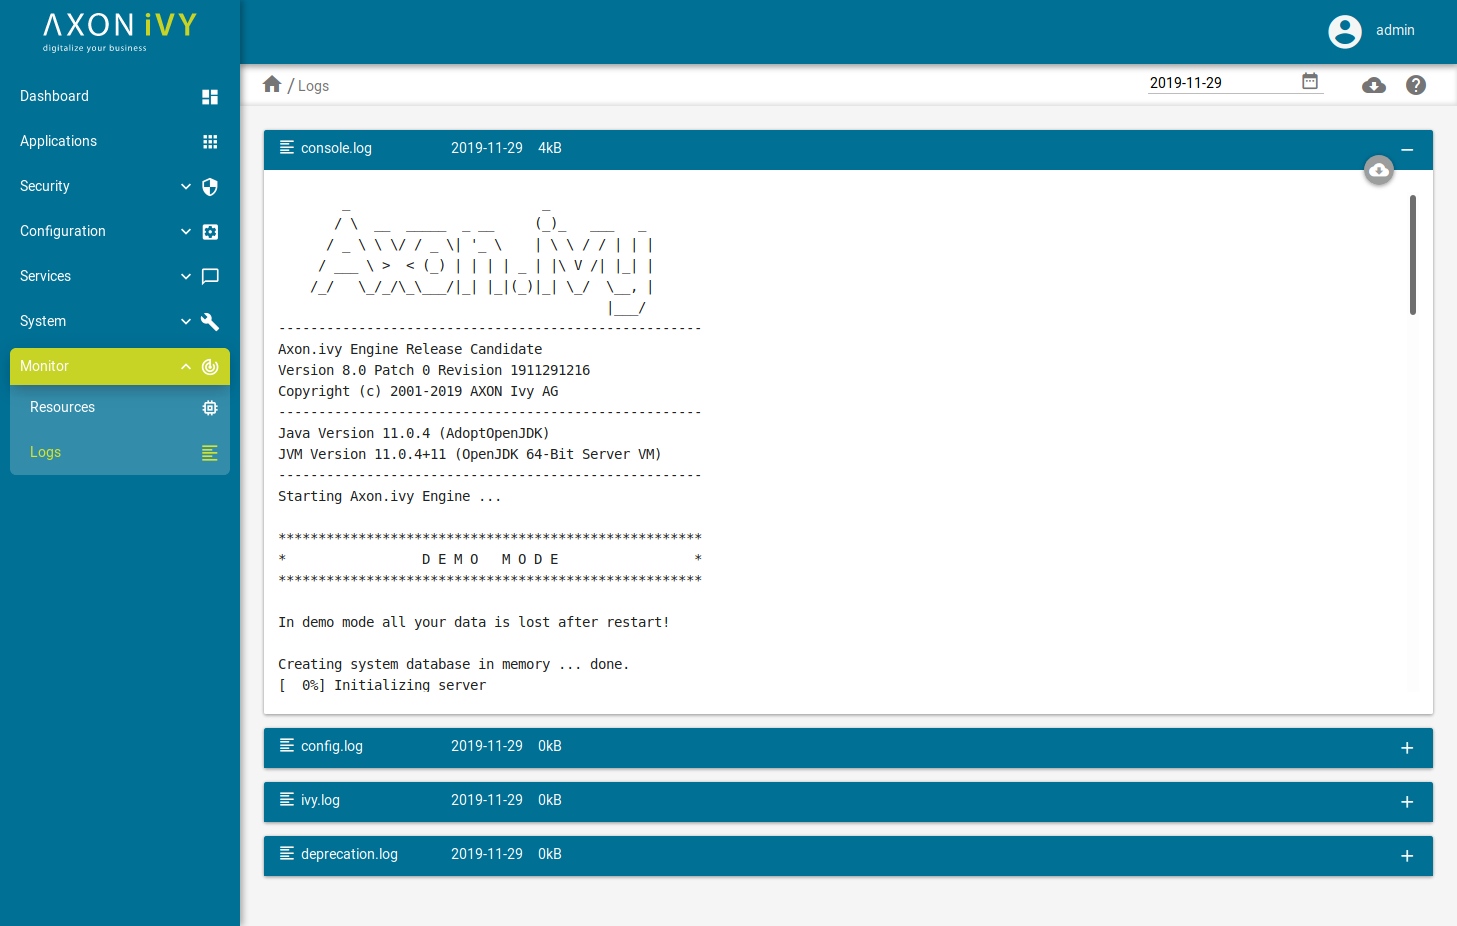 AXON iVY
digitalize your business
admin
Dashboard
Applications
Security
Configuration
Services
System
Monitor
Resources
Logs
/ Logs
2019-11-29
console.log 2019-11-29 4kB
Axon.ivy
-----------------------------------------------------
Axon.ivy Engine Release Candidate
Version 8.0 Patch 0 Revision 1911291216
Copyright (c) 2001-2019 AXON Ivy AG
-----------------------------------------------------
Java Version 11.0.4 (AdoptOpenJDK)
JVM Version 11.0.4+11 (OpenJDK 64-Bit Server VM)
-----------------------------------------------------
Starting Axon.ivy Engine ...
*****************************************************
* D E M O   M O D E *
*****************************************************
In demo mode all your data is lost after restart!
Creating system database in memory ... done.
[  0%] Initializing server
config.log 2019-11-29 0kB
ivy.log 2019-11-29 0kB
deprecation.log 2019-11-29 0kB